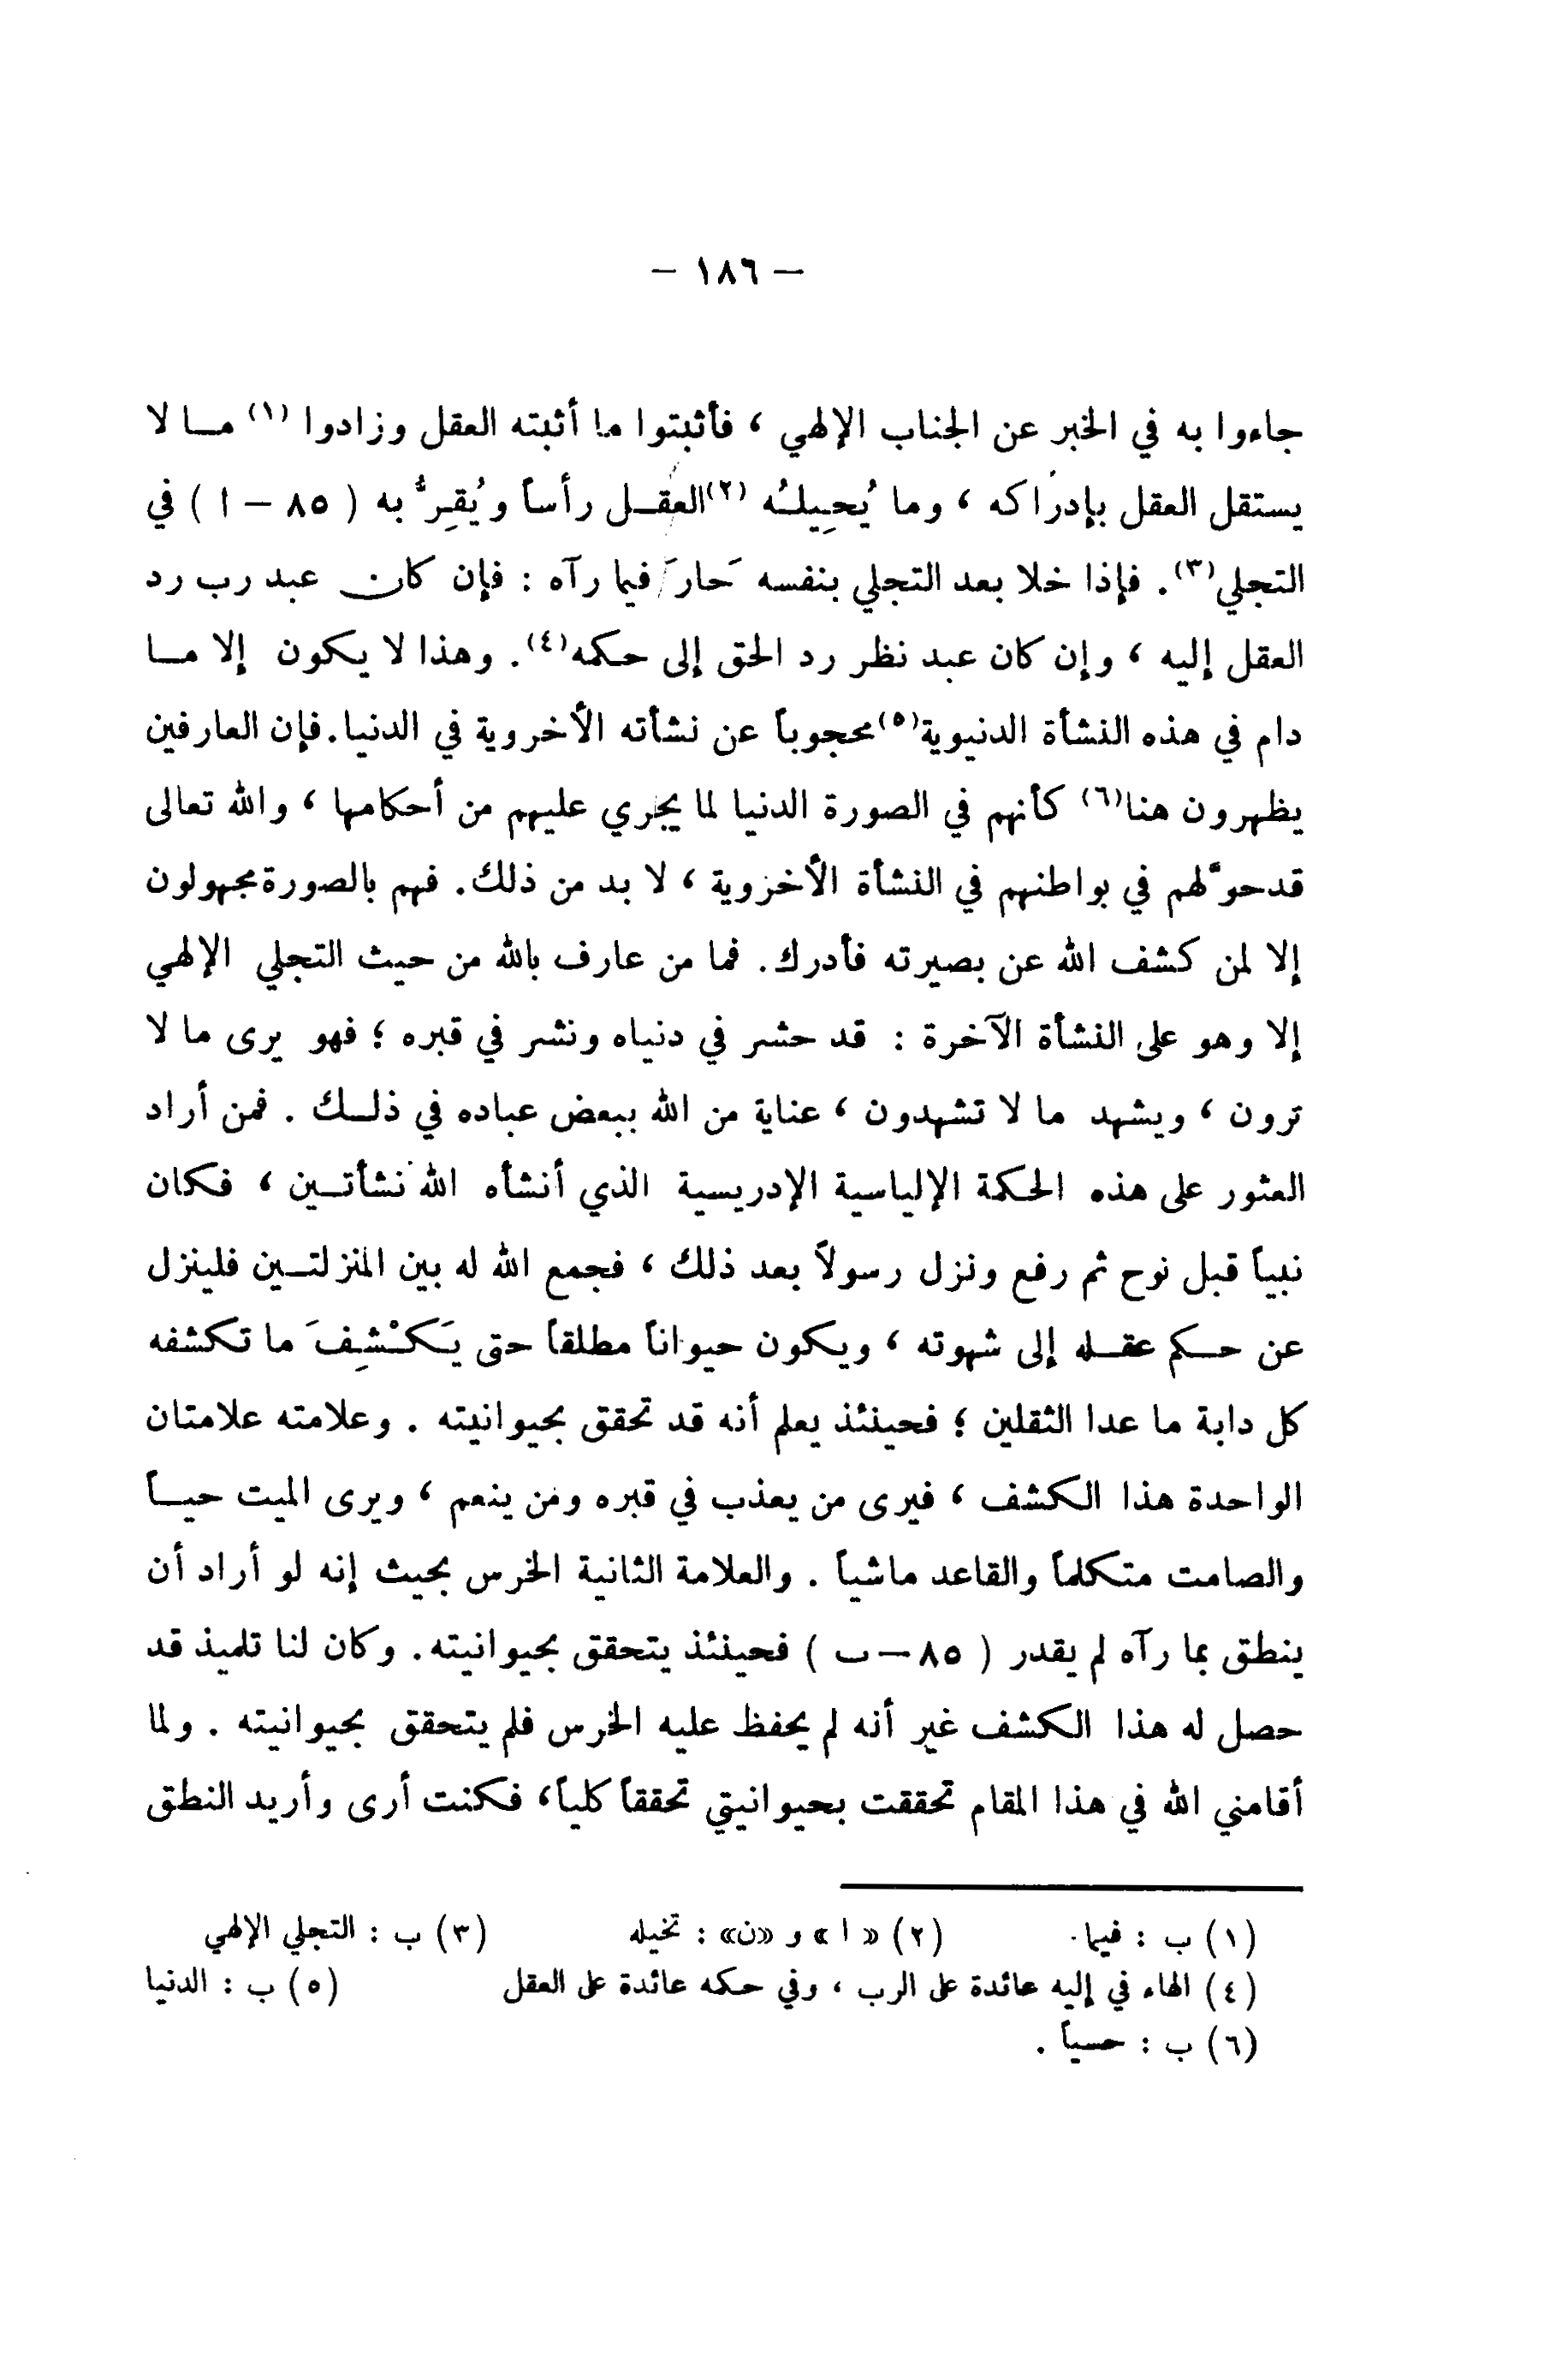 — ١٨٦ —
جاءوا به في الخبر عن الجناب الإلهي ، فأثبتوا ما أثبته العقل وزادوا (١) مـا لا
يستقل العقل بإدراكه ، وما يُحِيلُه (٢) العقـل رأساً ويُقِرُّ به ( ٨٥ — ا ) في
التجلي (٣). فإذا خلا بعد التجلي بنفسه حَارَ فيما رآه : فإن كان عبد رب رد
العقل إليه ، وإن كان عبد نظر رد الحق إلى حكمه (٤). وهذا لا يكون إلا مـا
دام في هذه النشأة الدنيوية (٥) محجوباً عن نشأته الأخروية في الدنيا. فإن العارفين
يظهرون هنا (٦) كأنهم في الصورة الدنيا لما يجري عليهم من أحكامها ، والله تعالى
قد حوَّلهم في بواطنهم في النشأة الأخروية ، لا بد من ذلك. فهم بالصورة مجهولون
إلا لمن كشف الله عن بصيرته فأدرك. فما من عارف بالله من حيث التجلي الإلهي
إلا وهو على النشأة الآخرة : قد حشر في دنياه ونشر في قبره ؛ فهو يرى ما لا
ترون ، ويشهد ما لا تشهدون ، عناية من الله ببعض عباده في ذلـك . فمن أراد
العثور على هذه الحكمة الإلياسية الإدريسية الذي أنشأه الله نشأتـين ، فكان
نبياً قبل نوح ثم رفع ونزل رسولاً بعد ذلك ، فجمع الله له بين المنزلتـين فلينزل
عن حـكم عقـله إلى شهوته ، ويكون حيواناً مطلقاً حتى يَكْشِفَ ما تكشفه
كل دابة ما عدا الثقلين ؛ فحينئذ يعلم أنه قد تحقق بحيوانيته . وعلامته علامتان
الواحدة هذا الكشف ، فيرى من يعذب في قبره ومن ينعم ، ويرى الميت حيـاً
والصامت متكلماً والقاعد ماشياً . والعلامة الثانية الخرس بحيث إنه لو أراد أن
ينطق بما رآه لم يقدر ( ٨٥ — ب ) فحينئذ يتحقق بحيوانيته. وكان لنا تلميذ قد
حصل له هذا الكشف غير أنه لم يحفظ عليه الخرس فلم يتحقق بحيوانيته . ولما
أقامني الله في هذا المقام تحققت بحيوانيتي تحققاً كلياً، فكنت أرى وأريد النطق
(١) ب : فيما. (٢) « ا » و «ن» : تخيله (٣) ب : التجلي الإلهي
(٤) الهاء في إليه عائدة على الرب ، وفي حكمه عائدة على العقل (٥) ب : الدنيا
(٦) ب : حسياً .